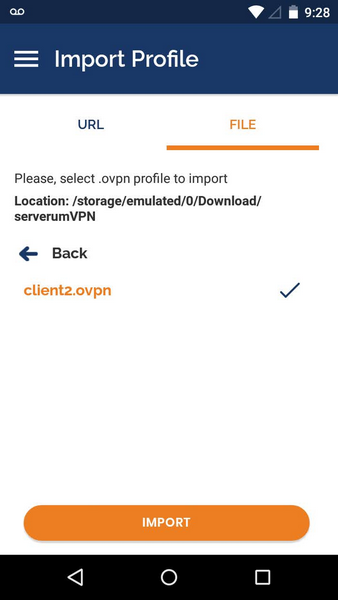 9:28
Import Profile
URL
FILE
Please, select .ovpn profile to import
Location: /storage/emulated/0/Download/
serverumVPN
Back
client2.ovpn
IMPORT